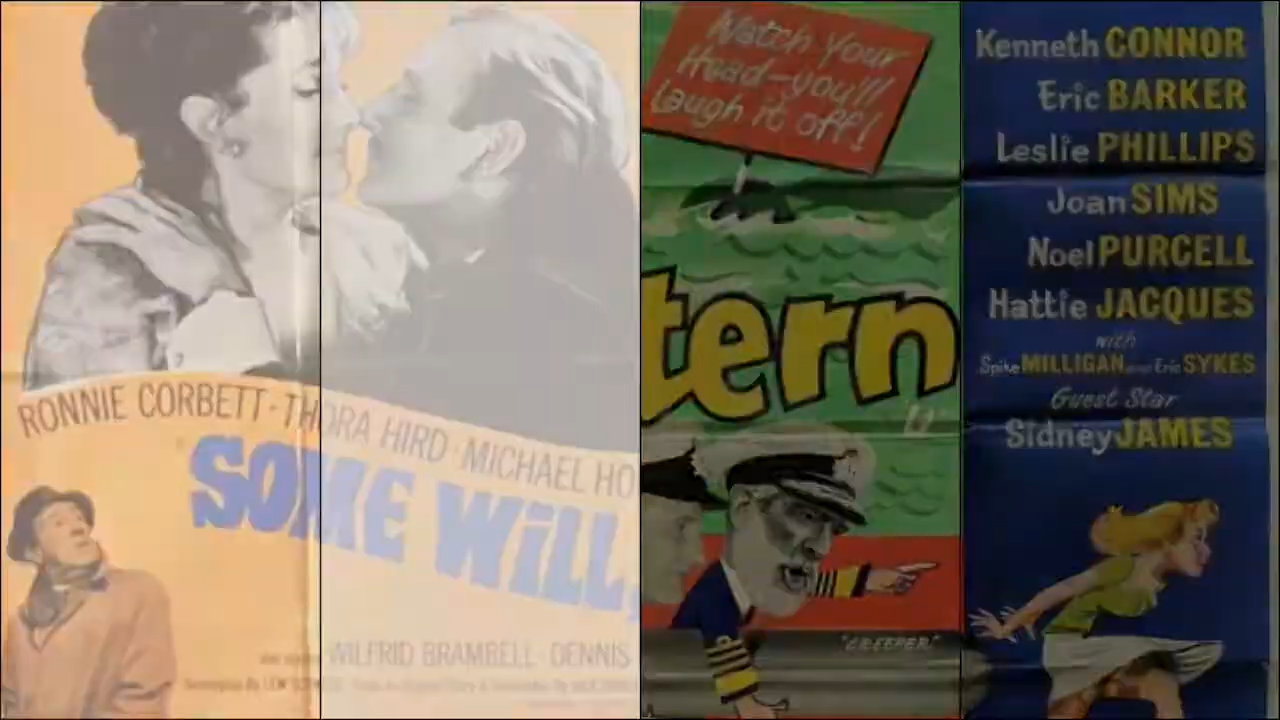 RONNIE CORBETT · THORA HIRD · MICHAEL HO
SOME WILL,
WILFRID BRAMBELL · DENNIS
Watch Your
Head-you'll
laugh it off!
tern
"CREEPER"
Kenneth CONNOR
Eric BARKER
Leslie PHILLIPS
Joan SIMS
Noel PURCELL
Hattie JACQUES
with
Spike MILLIGAN and Eric SYKES
Guest Star
Sidney JAMES